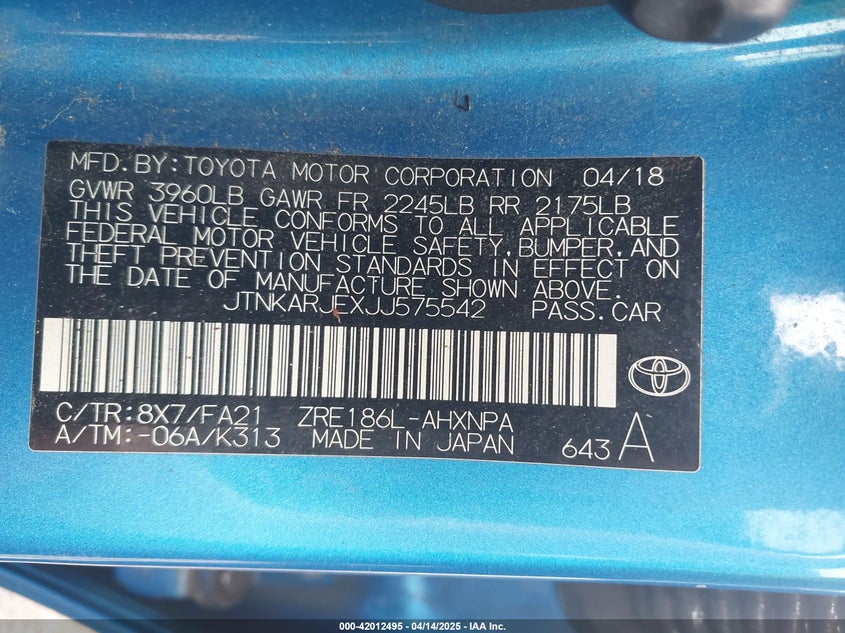 MFD.BY:TOYOTA MOTOR CORPORATION 04/18
GVWR 3960LB GAWR FR 2245LB RR 2175LB
THIS VEHICLE CONFORMS TO ALL APPLICABLE
FEDERAL MOTOR VEHICLE SAFETY,BUMPER,AND
THEFT PREVENTION STANDARDS IN EFFECT ON
THE DATE OF MANUFACTURE SHOWN ABOVE.
JTNKARJEXJJ575542 PASS.CAR
C/TR:8X7/FA21 ZRE186L-AHXNPA
A/TM:-06A/K313 MADE IN JAPAN 643 A
000-42012495 - 04/14/2025 - IAA Inc.